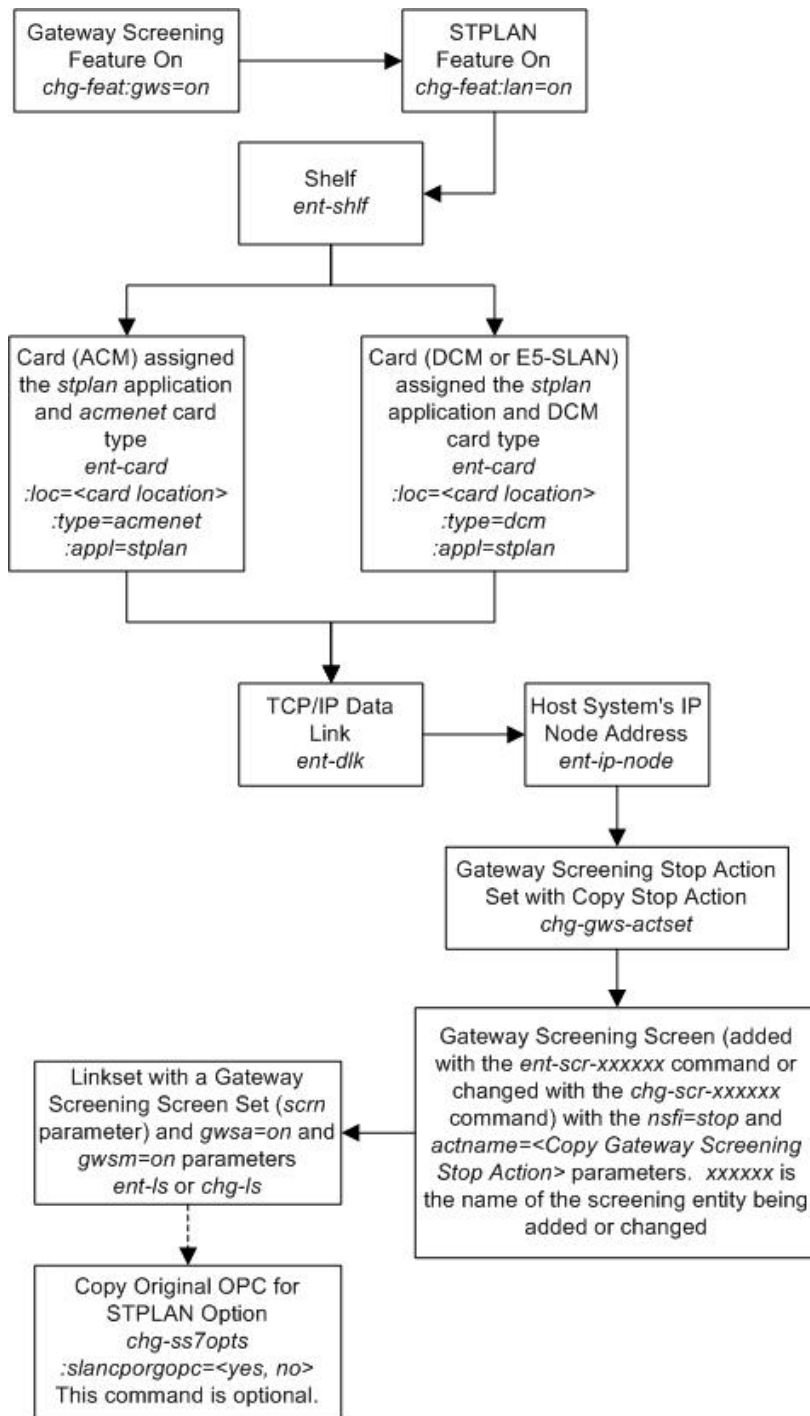 Gateway Screening
Feature On
chg-feat:gws=on
STPLAN
Feature On
chg-feat:lan=on
Shelf
ent-shlf
Card (ACM) assigned
the stplan application
and acmenet card
type
ent-card
:loc=<card location>
:type=acmenet
:appl=stplan
Card (DCM or E5-SLAN)
assigned the stplan
application and DCM
card type
ent-card
:loc=<card location>
:type=dcm
:appl=stplan
TCP/IP Data
Link
ent-dlk
Host System's IP
Node Address
ent-ip-node
Gateway Screening Stop Action
Set with Copy Stop Action
chg-gws-actset
Gateway Screening Screen (added
with the ent-scr-xxxxxx command or
changed with the chg-scr-xxxxxx
command) with the nsfi=stop and
actname=<Copy Gateway Screening
Stop Action> parameters. xxxxxx is
the name of the screening entity being
added or changed
Linkset with a Gateway
Screening Screen Set (scrn
parameter) and gwsa=on and
gwsm=on parameters
ent-ls or chg-ls
Copy Original OPC for
STPLAN Option
chg-ss7opts
:slancporgopc=<yes, no>
This command is optional.